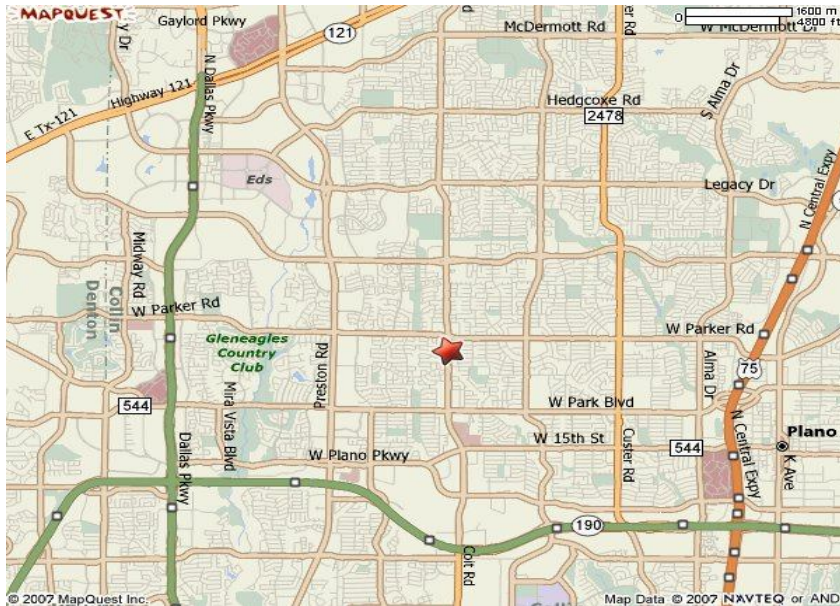 MAPQUEST
Gaylord Pkwy
121
McDermott Rd
W McDermott Dr
1600 m
0
4800 ft
N Dallas Pkwy
Highway 121
E Tx-121
Hedgcoxe Rd
2478
S Alma Dr
Eds
Legacy Dr
N Central Expy
Midway Rd
Collin
Denton
W Parker Rd
Gleneagles
Country
Club
Preston Rd
W Parker Rd
Alma Dr
75
544
Mira Vista Blvd
W Park Blvd
W 15th St
544
Plano
Custer Rd
N Central Expy
K Ave
W Plano Pkwy
Dallas Pkwy
190
Coit Rd
© 2007 MapQuest Inc.
Map Data © 2007 NAVTEQ or AND